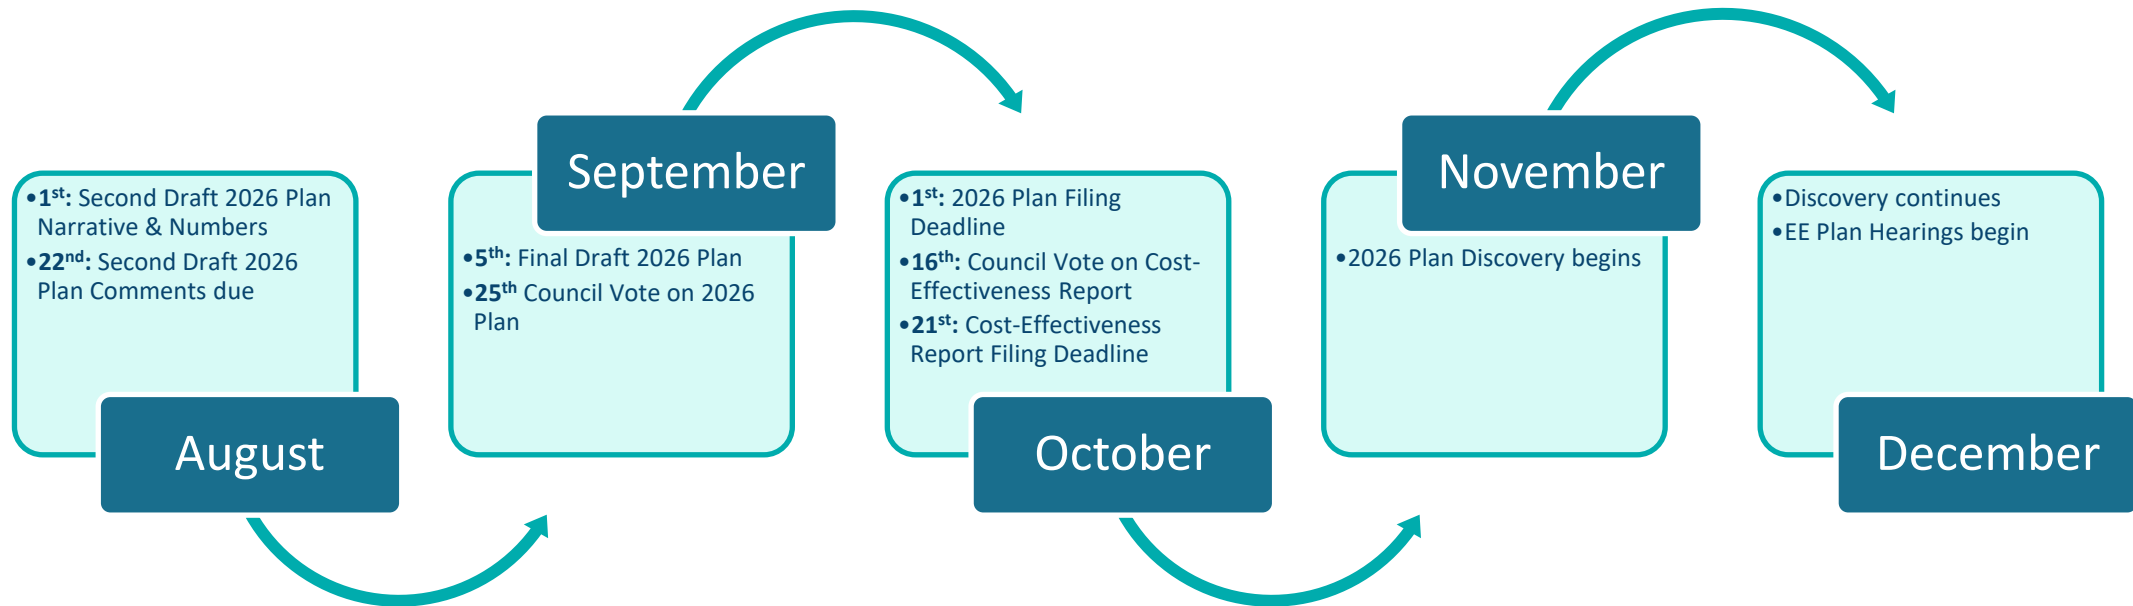 •1st: Second Draft 2026 Plan
Narrative & Numbers
•22nd: Second Draft 2026
Plan Comments due
August
September
•5th: Final Draft 2026 Plan
•25th Council Vote on 2026
Plan
•1st: 2026 Plan Filing
Deadline
•16th: Council Vote on Cost-
Effectiveness Report
•21st: Cost-Effectiveness
Report Filing Deadline
October
November
•2026 Plan Discovery begins
•Discovery continues
•EE Plan Hearings begin
December